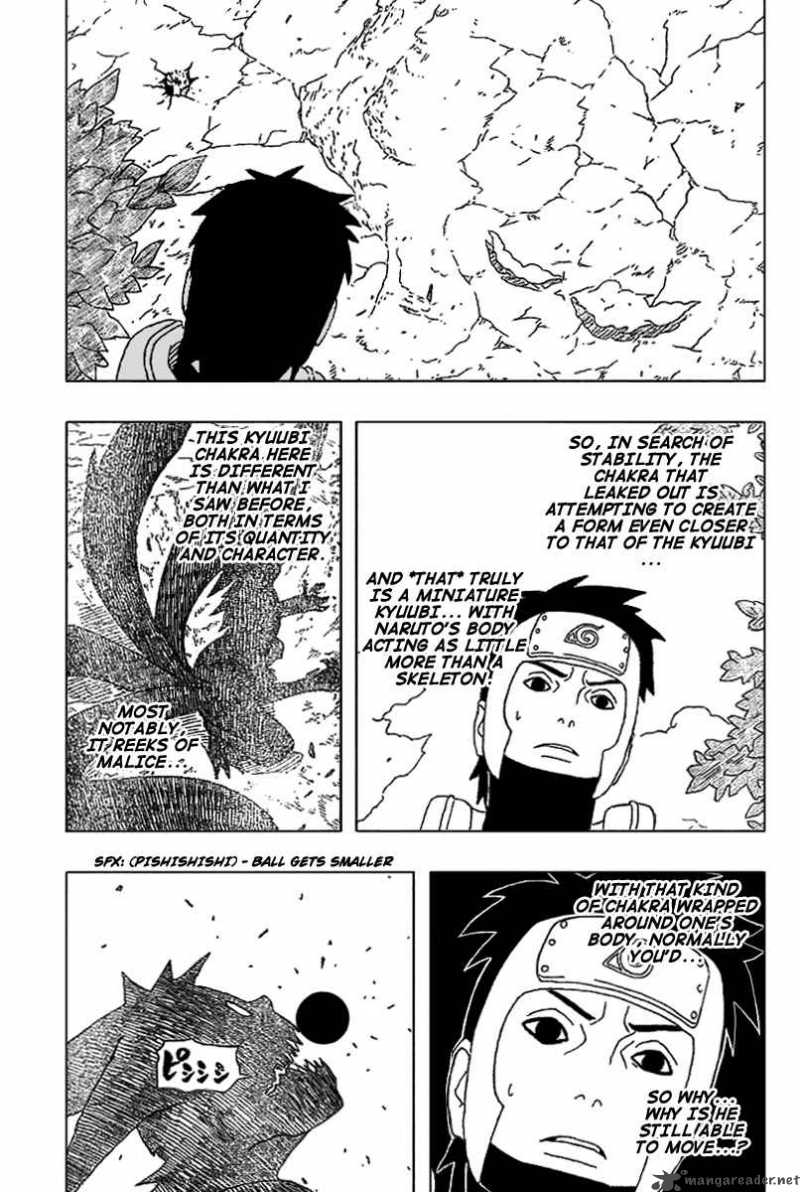 SO, IN SEARCH OF
STABILITY, THE
CHAKRA THAT
LEAKED OUT IS
ATTEMPTING TO CREATE
A FORM EVEN CLOSER
TO THAT OF THE KYUUBI
...
AND *THAT* TRULY
IS A MINIATURE
KYUUBI... WITH
NARUTO'S BODY
ACTING AS LITTLE
MORE THAN A
SKELETON!
THIS KYUUBI
CHAKRA HERE
IS DIFFERENT
THAN WHAT I
SAW BEFORE,
BOTH IN TERMS
OF ITS QUANTITY
AND CHARACTER.
MOST
NOTABLY,
IT REEKS OF
MALICE...
WITH THAT KIND
OF CHAKRA WRAPPED
AROUND ONE'S
BODY, NORMALLY
YOU'D...
SO WHY...
WHY IS HE
STILL ABLE TO
MOVE...?
SFX: (PISHISHISHI) - BALL GETS SMALLER
ピシシシ
mangareader.net